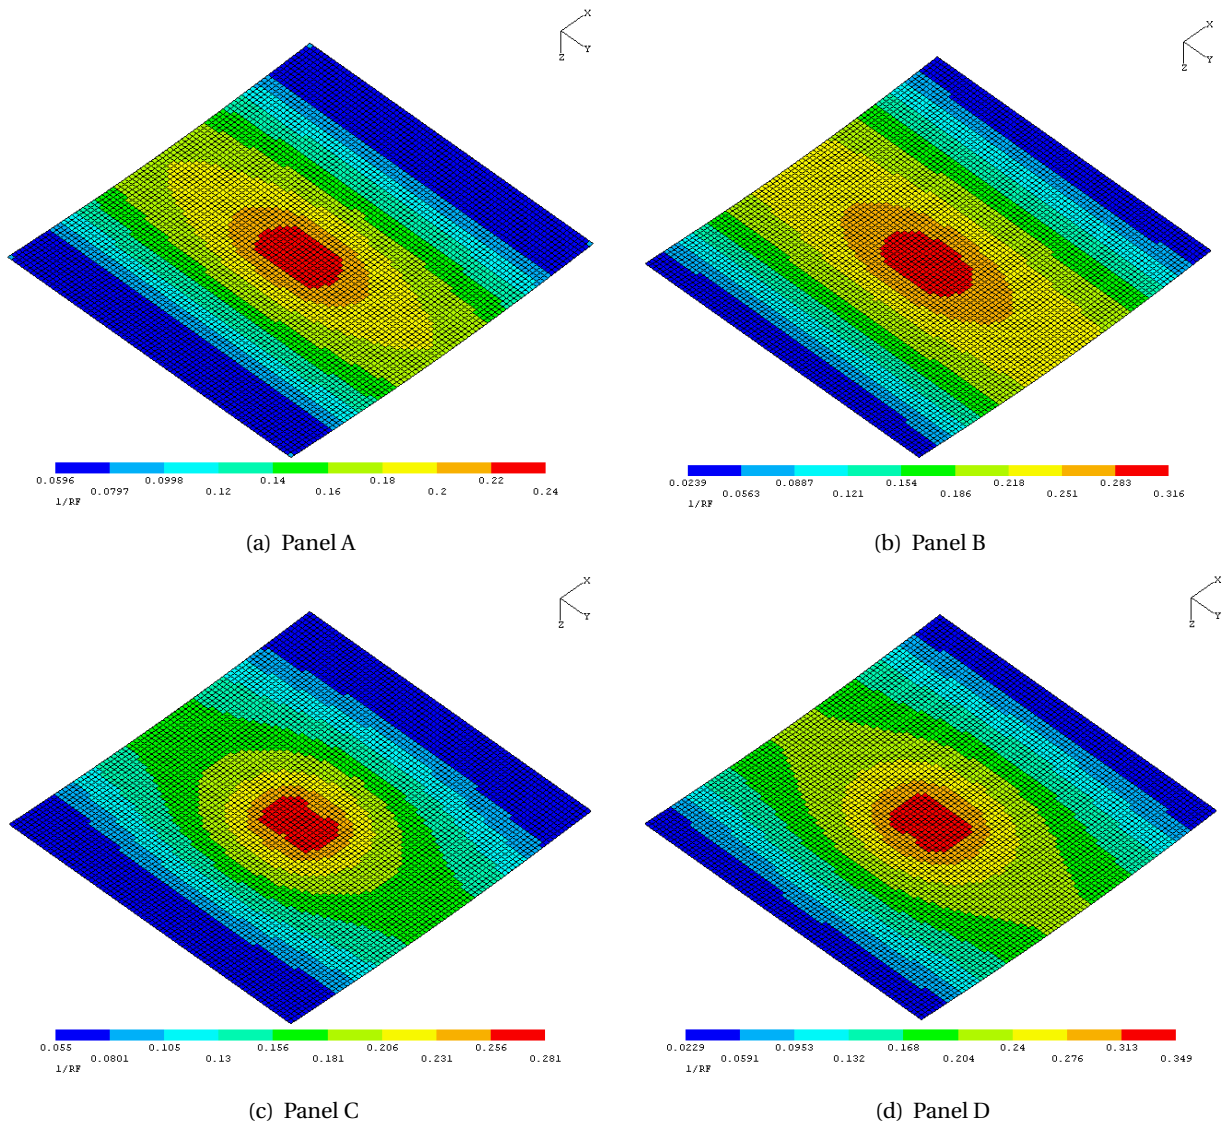 X
Y
Z
0.0596 0.0998 0.14 0.18 0.22
0.0797 0.12 0.16 0.2 0.24
1/RF
(a) Panel A
X
Y
Z
0.0239 0.0887 0.154 0.218 0.283
0.0563 0.121 0.186 0.251 0.316
1/RF
(b) Panel B
X
Y
Z
0.055 0.105 0.156 0.206 0.256
0.0801 0.13 0.181 0.231 0.281
1/RF
(c) Panel C
X
Y
Z
0.0229 0.0953 0.168 0.24 0.313
0.0591 0.132 0.204 0.276 0.349
1/RF
(d) Panel D